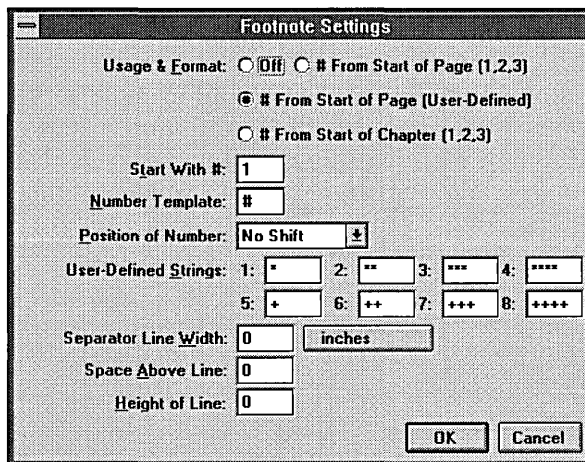 Footnote Settings
Usage & Format: Off # From Start of Page (1,2,3)
# From Start of Page (User-Defined)
# From Start of Chapter (1,2,3)
Start With #: 1
Number Template: #
Position of Number: No Shift
User-Defined Strings: 1: * 2: ** 3: *** 4: ****
5: + 6: ++ 7: +++ 8: ++++
Separator Line Width: 0 inches
Space Above Line: 0
Height of Line: 0
OK Cancel